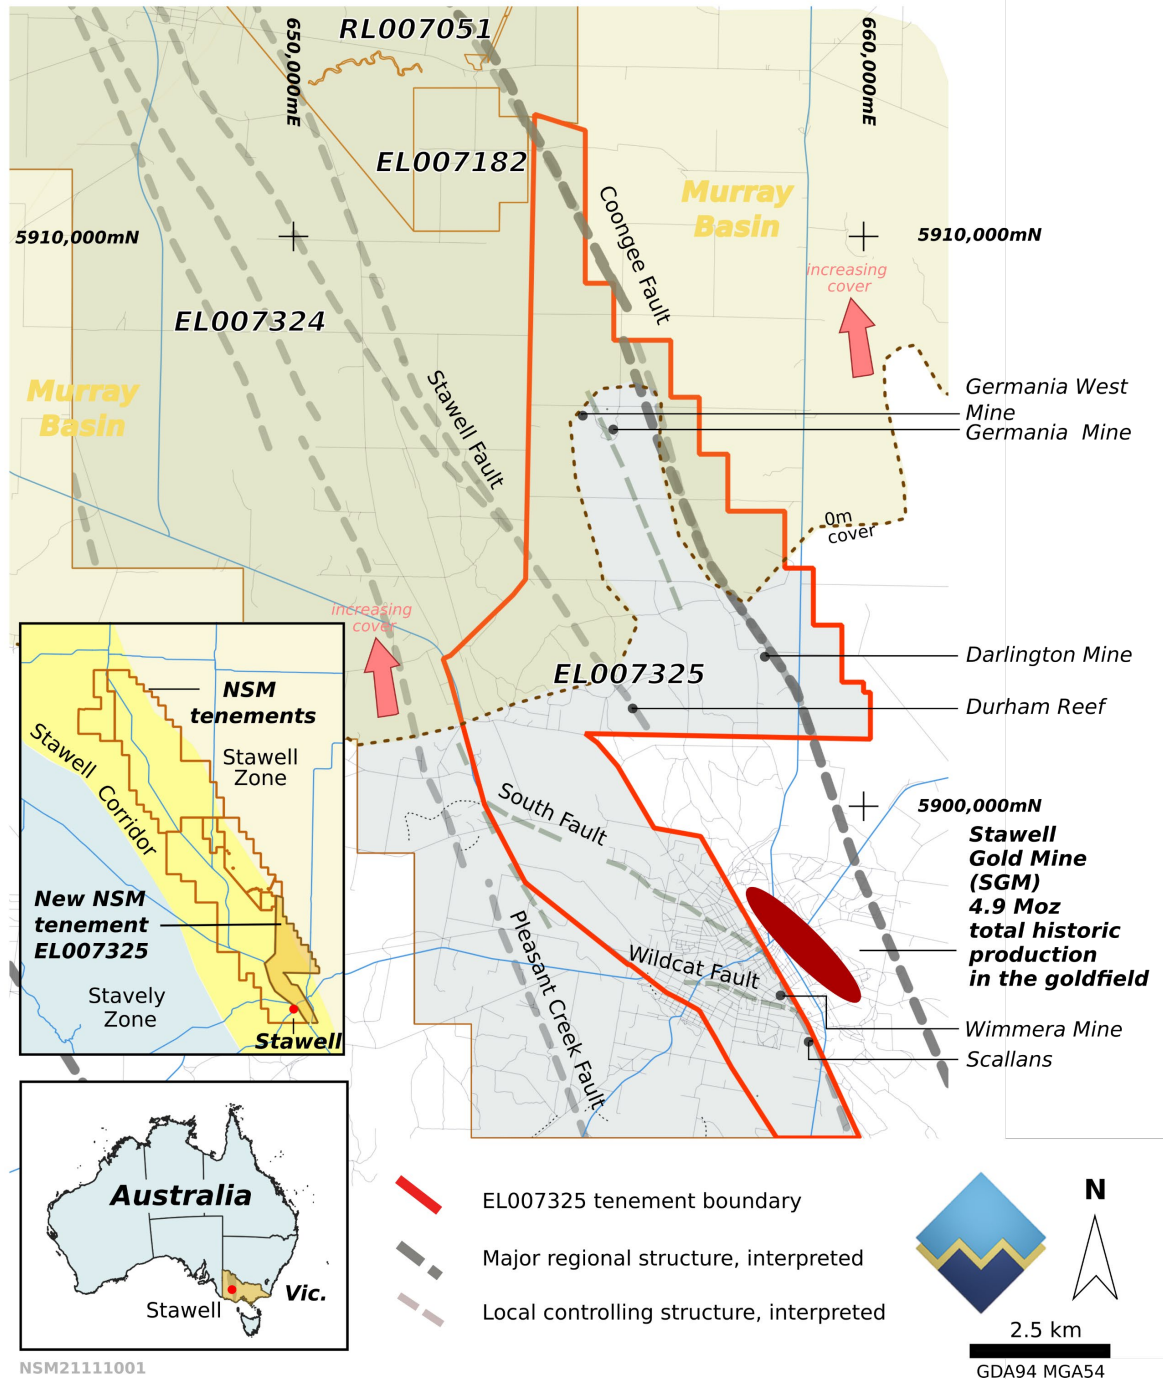 RL007051
650,000mE
660,000mE
EL007182
Coongee Fault
Murray
Basin
5910,000mN
5910,000mN
increasing
cover
EL007324
Murray
Basin
Stawell Fault
Germania West
Mine
Germania Mine
0m
cover
increasing
cover
EL007325
Darlington Mine
Durham Reef
NSM
tenements
Stawell
Zone
Stawell Corridor
New NSM
tenement
EL007325
Stavely
Zone
Stawell
South Fault
5900,000mN
Stawell
Gold Mine
(SGM)
4.9 Moz
total historic
production
in the goldfield
Pleasant Creek Fault
Wildcat Fault
Wimmera Mine
Scallans
Australia
Vic.
Stawell
EL007325 tenement boundary
Major regional structure, interpreted
Local controlling structure, interpreted
N
2.5 km
GDA94 MGA54
NSM21111001